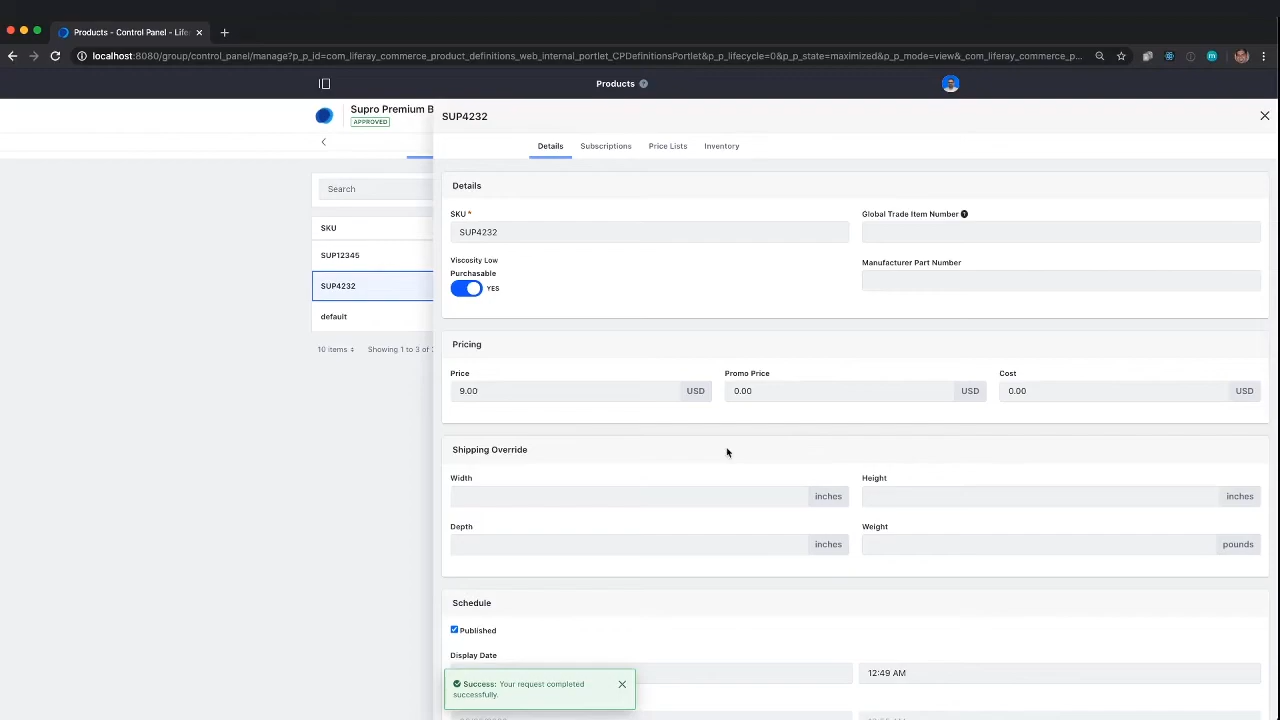 Products - Control Panel - Life
localhost:8080/group/control_panel/manage?p_p_id=com_liferay_commerce_product_definitions_web_internal_portlet_CPDefinitionsPortlet&p_p_lifecycle=0&p_p_state=maximized&p_p_mode=view&_com_liferay_commerce_p...
Products
Supro Premium B
APPROVED
SUP4232
Details Subscriptions Price Lists Inventory
Search
SKU
SUP12345
SUP4232
default
10 items Showing 1 to 3 of
Details
SKU *
SUP4232
Global Trade Item Number
Viscosity Low
Purchasable
YES
Manufacturer Part Number
Pricing
Price
9.00 USD
Promo Price
0.00 USD
Cost
0.00 USD
Shipping Override
Width
inches
Height
inches
Depth
inches
Weight
pounds
Schedule
Published
Display Date
12:49 AM
Success: Your request completed
successfully.